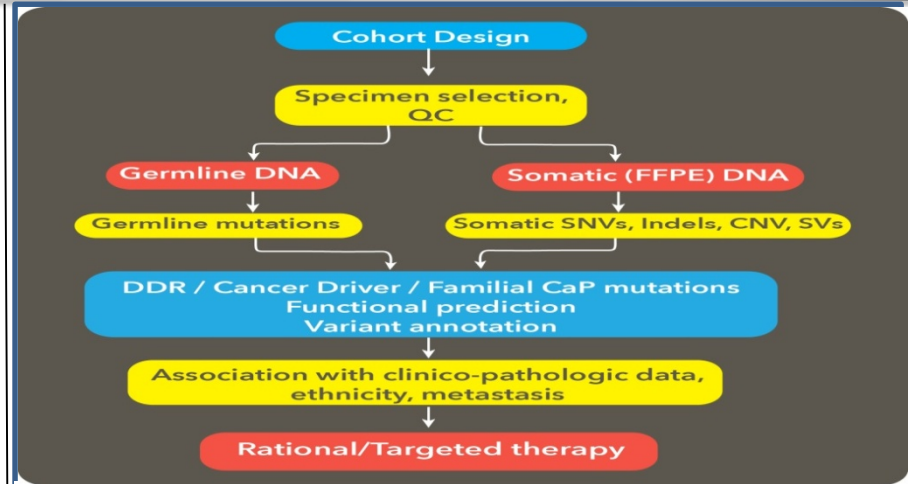 Cohort Design
Specimen selection,
QC
Germline DNA
Somatic (FFPE) DNA
Germline mutations
Somatic SNVs, Indels, CNV, SVs
DDR / Cancer Driver / Familial CaP mutations
Functional prediction
Variant annotation
Association with clinico-pathologic data,
ethnicity, metastasis
Rational/Targeted therapy